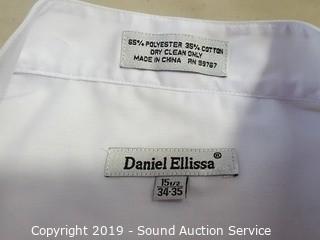 65% POLYESTER 35% COTTON
DRY CLEAN ONLY
MADE IN CHINA RN 99767
Daniel Ellissa®
15 1/2
34-35
Copyright 2019 - Sound Auction Service